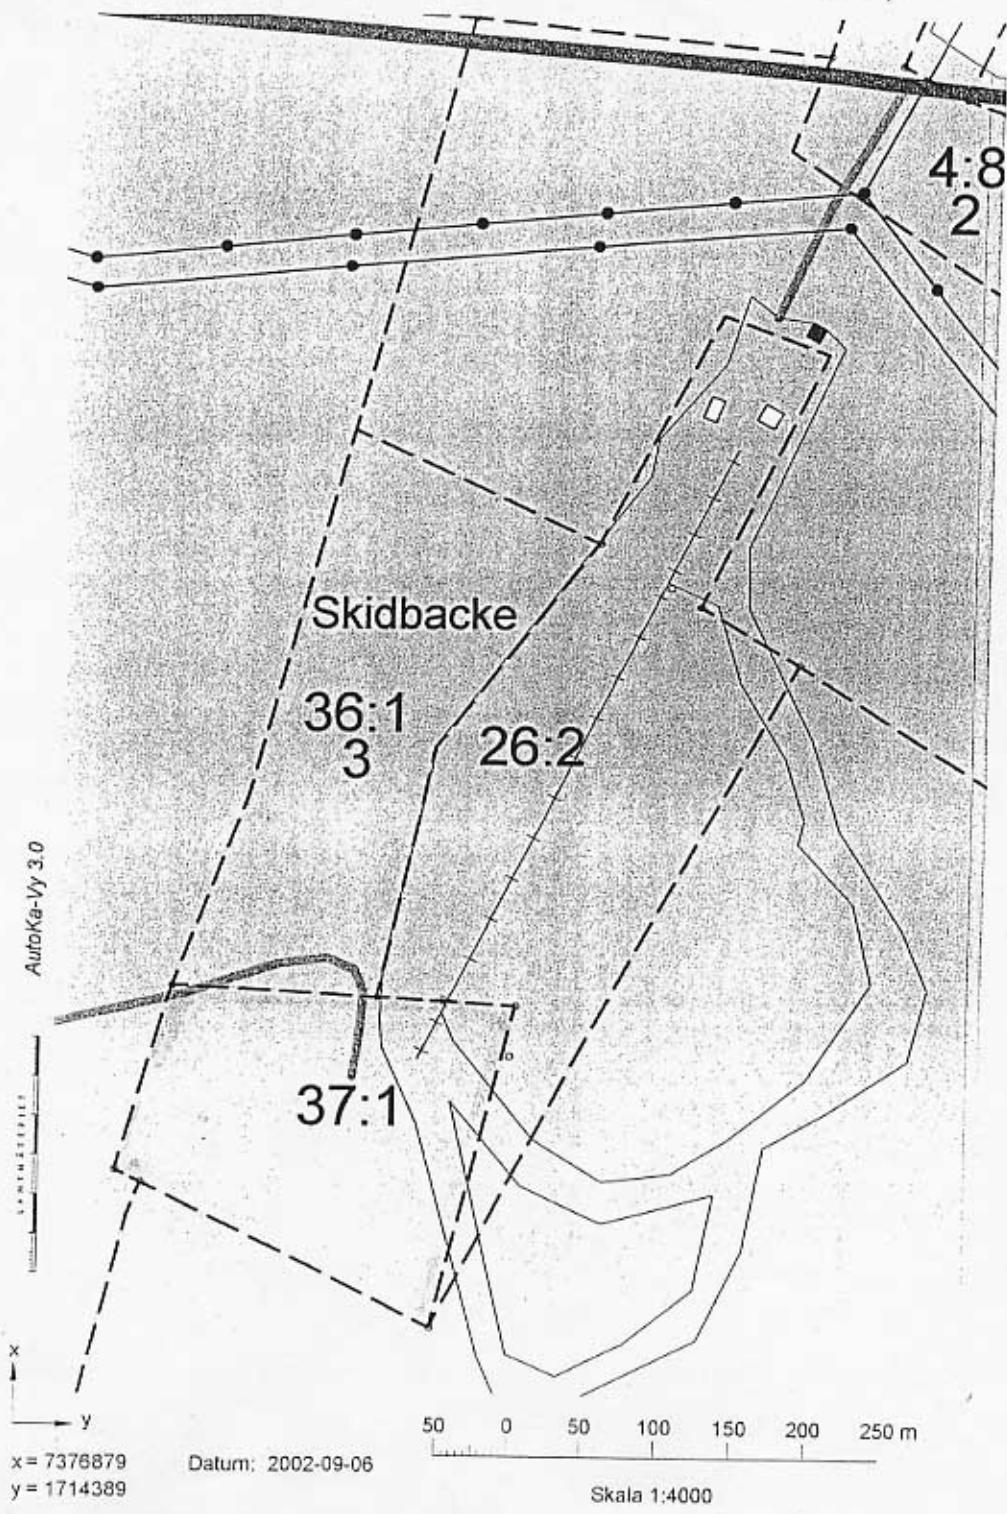 4:8
2
Skidbacke
36:1
3
26:2
AutoKa-Vy 3.0
37:1
CENTIMETER
x
y
50 0 50 100 150 200 250 m
x = 7376879
y = 1714389
Datum: 2002-09-06
Skala 1:4000